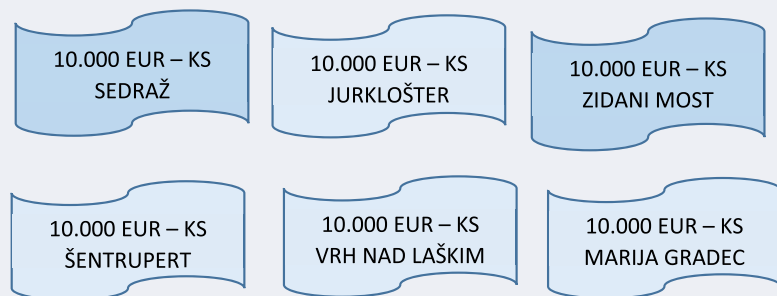 10.000 EUR – KS
SEDRAŽ
10.000 EUR – KS
JURKLOŠTER
10.000 EUR – KS
ZIDANI MOST
10.000 EUR – KS
ŠENTRUPERT
10.000 EUR – KS
VRH NAD LAŠKIM
10.000 EUR – KS
MARIJA GRADEC